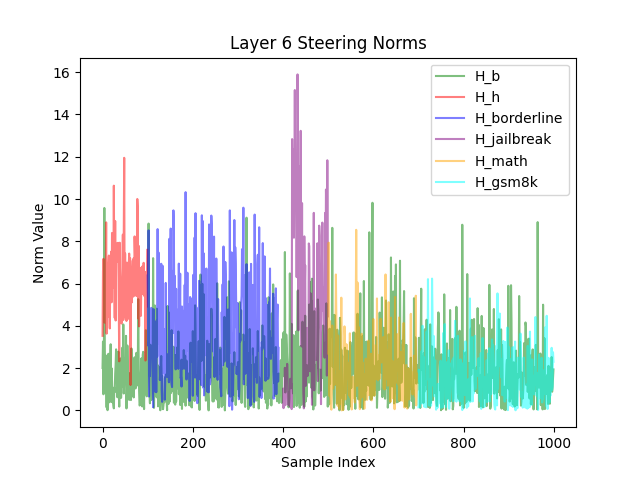 Layer 6 Steering Norms
H_b
H_h
H_borderline
H_jailbreak
H_math
H_gsm8k
Norm Value
16
14
12
10
8
6
4
2
0
0 200 400 600 800 1000
Sample Index